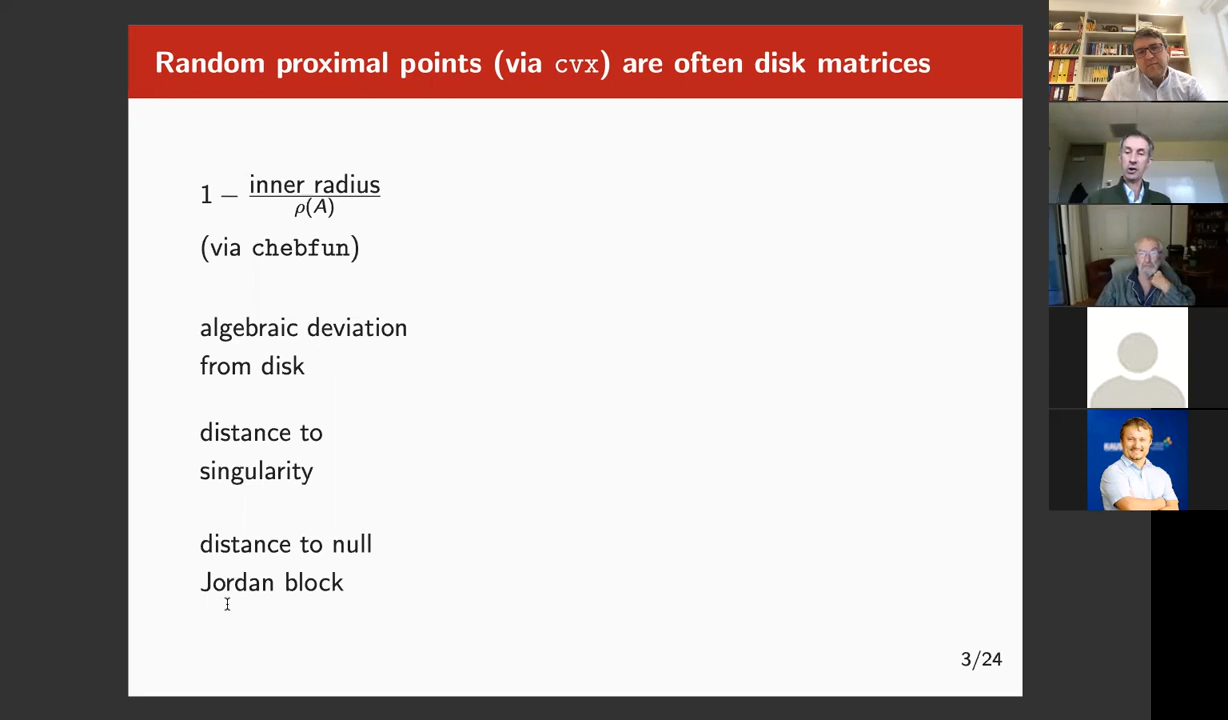 Random proximal points (via cvx) are often disk matrices
1 − inner radius / ρ(A)
(via chebfun)
algebraic deviation
from disk
distance to
singularity
distance to null
Jordan block
3/24